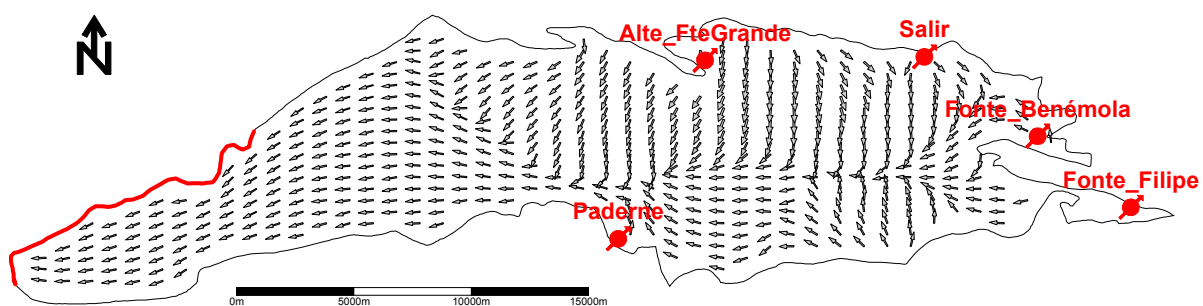 N
Alte_FteGrande
Salir
Fonte_Benémola
Fonte_Filipe
Paderne
0m 5000m 10000m 15000m